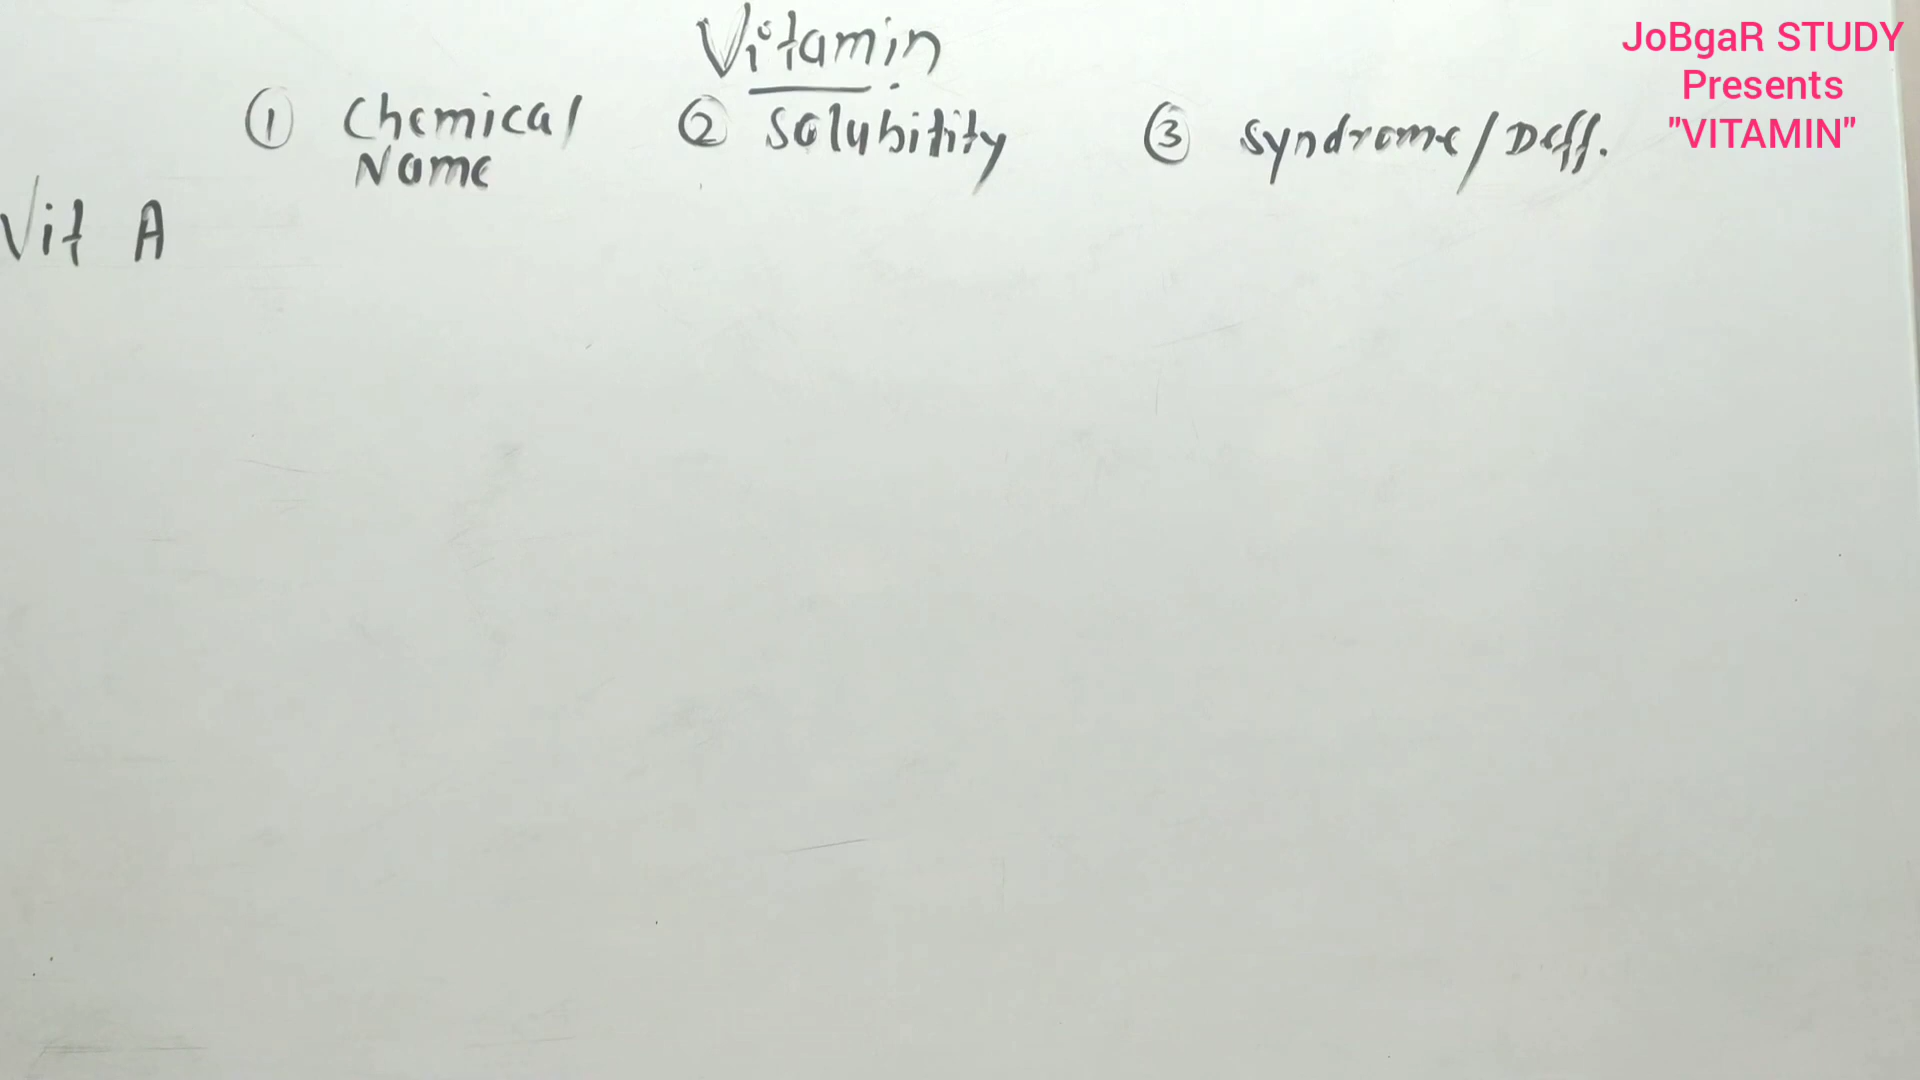 Vitamin
① Chemical Name
② Solubility
③ Syndrome/Deff.
Vit A
JoBgaR STUDY
Presents
"VITAMIN"